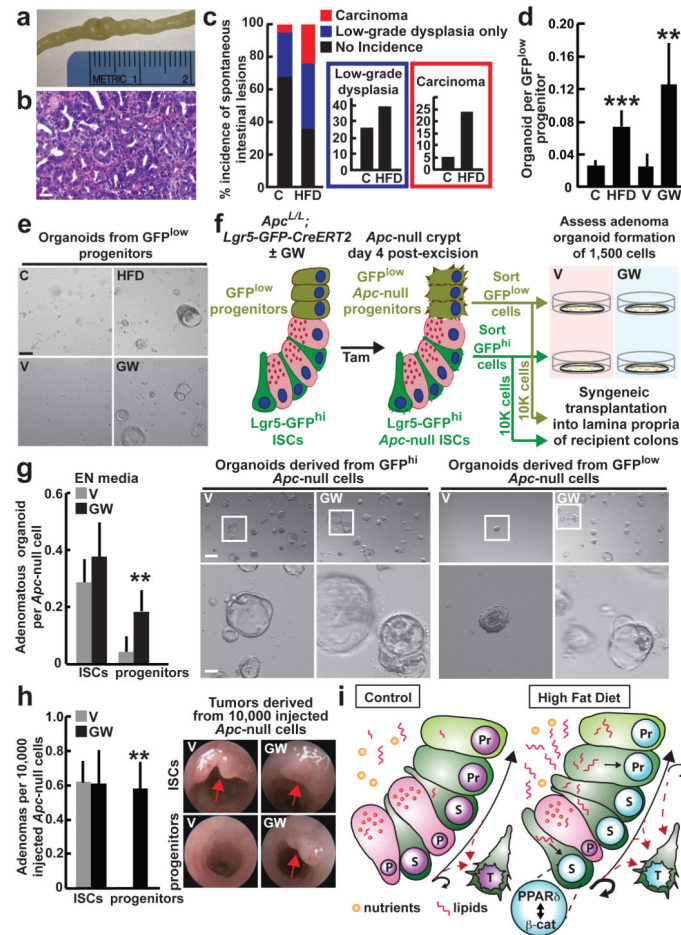 a
METRIC 1 2
b
c
Carcinoma
Low-grade dysplasia only
No Incidence
% incidence of spontaneous
intestinal lesions
100
80
60
40
20
0
C HFD
Low-grade
dysplasia
40
30
20
10
0
C HFD
Carcinoma
25
20
15
10
5
0
C HFD
d
Organoid per GFPlow
progenitor
0.20
0.16
0.12
0.08
0.04
0
***
**
C HFD V GW
e
Organoids from GFPlow
progenitors
C HFD
V GW
f
ApcL/L;
Lgr5-GFP-CreERT2
± GW
GFPlow
progenitors
Lgr5-GFPhi
ISCs
Tam
Apc-null crypt
day 4 post-excision
GFPlow
Apc-null
progenitors
Lgr5-GFPhi
Apc-null ISCs
Sort
GFPlow
cells
Sort
GFPhi
cells
10K cells
10K cells
Assess adenoma
organoid formation
of 1,500 cells
V GW
Syngeneic
transplantation
into lamina propria
of recipient colons
g
EN media
V
GW
Adenomatous organoid
per Apc-null cell
0.6
0.4
0.2
0
**
ISCs progenitors
Organoids derived from GFPhi
Apc-null cells
V GW
Organoids derived from GFPlow
Apc-null cells
V GW
h
V
GW
Adenomas per 10,000
injected Apc-null cells
1.0
0.8
0.6
0.4
0.2
0
**
ISCs progenitors
Tumors derived
from 10,000 injected
Apc-null cells
V GW
ISCs
V GW
progenitors
i
Control
Pr
Pr
S
P
S
P
T
High Fat Diet
Pr
Pr
S
S
P
S
T
PPARδ
β-cat
nutrients lipids